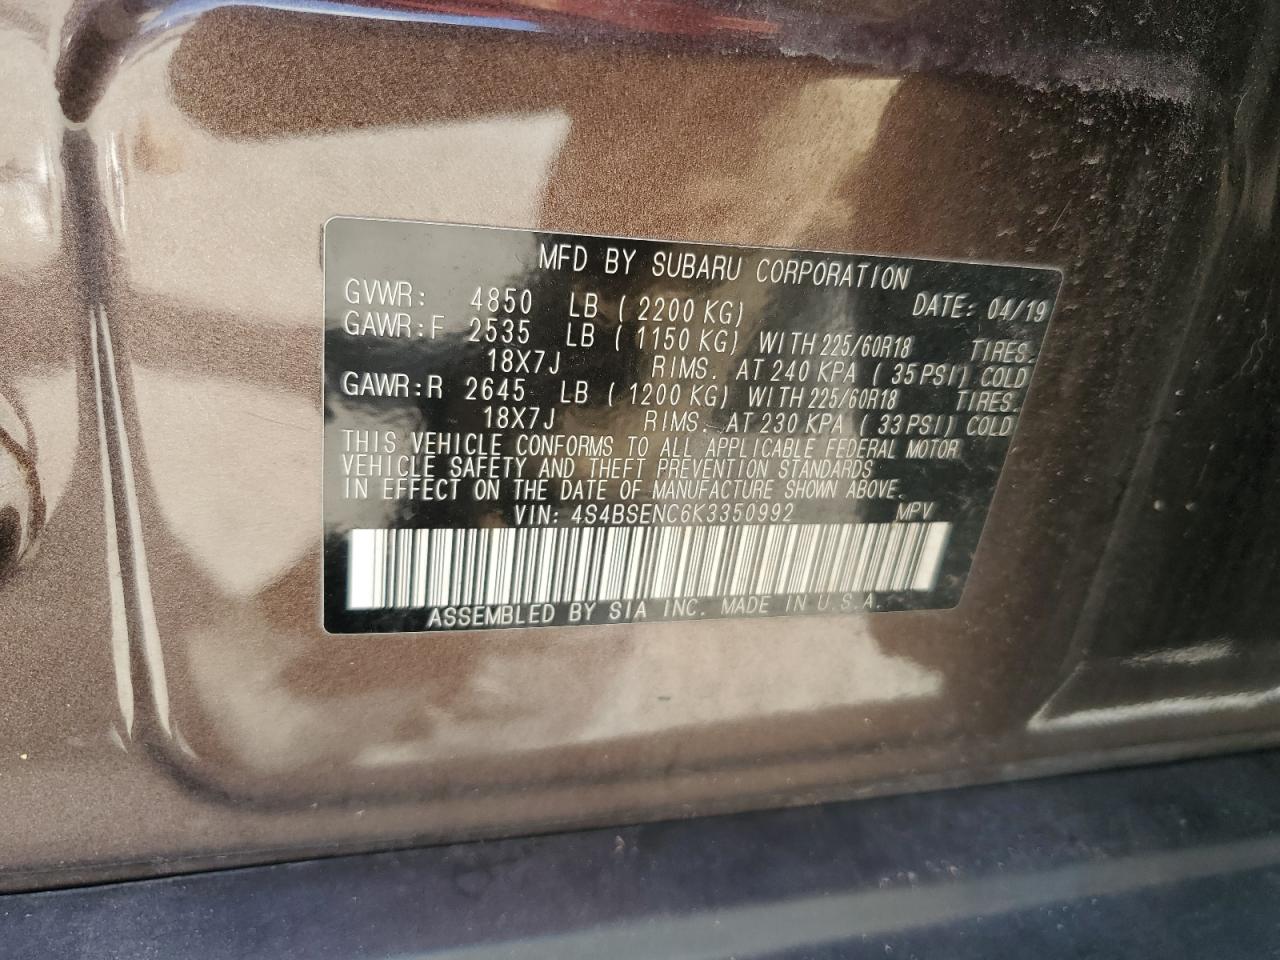 MFD BY SUBARU CORPORATION
DATE: 04/19
GVWR: 4850 LB ( 2200 KG)
GAWR:F 2535 LB ( 1150 KG) WITH 225/60R18 TIRES.
18X7J RIMS. AT 240 KPA ( 35 PSI) COLD
GAWR:R 2645 LB ( 1200 KG) WITH 225/60R18 TIRES.
18X7J RIMS. AT 230 KPA ( 33 PSI) COLD
THIS VEHICLE CONFORMS TO ALL APPLICABLE FEDERAL MOTOR
VEHICLE SAFETY AND THEFT PREVENTION STANDARDS
IN EFFECT ON THE DATE OF MANUFACTURE SHOWN ABOVE.
VIN: 4S4BSENC6K3350992 MPV
ASSEMBLED BY SIA INC. MADE IN U.S.A.